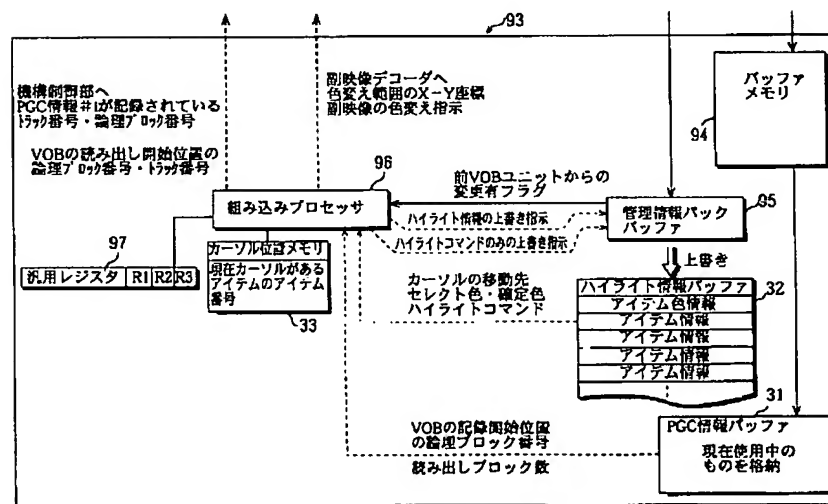 93
機構制御部へ
PGC情報#iが記録されている
トラック番号・論理ブロック番号
VOBの読み出し開始位置の
論理ブロック番号・トラック番号
副映像デコーダへ
色変え範囲のX-Y座標
副映像の色変え指示
バッファ
メモリ
94
96
組み込みプロセッサ
前VOBユニットからの
変更有フラグ
95
管理情報パック
バッファ
ハイライト情報の上書き指示
ハイライトコマンドのみの上書き指示
97
汎用レジスタ R1 R2 R3
カーソル位置メモリ
現在カーソルがある
アイテムのアイテム
番号
33
上書き
カーソルの移動先
セレクト色・確定色
ハイライトコマンド
32
ハイライト情報バッファ
アイテム色情報
アイテム情報
アイテム情報
アイテム情報
アイテム情報
31
VOBの記録開始位置
の論理ブロック番号
読み出しブロック数
PGC情報バッファ
現在使用中の
ものを格納